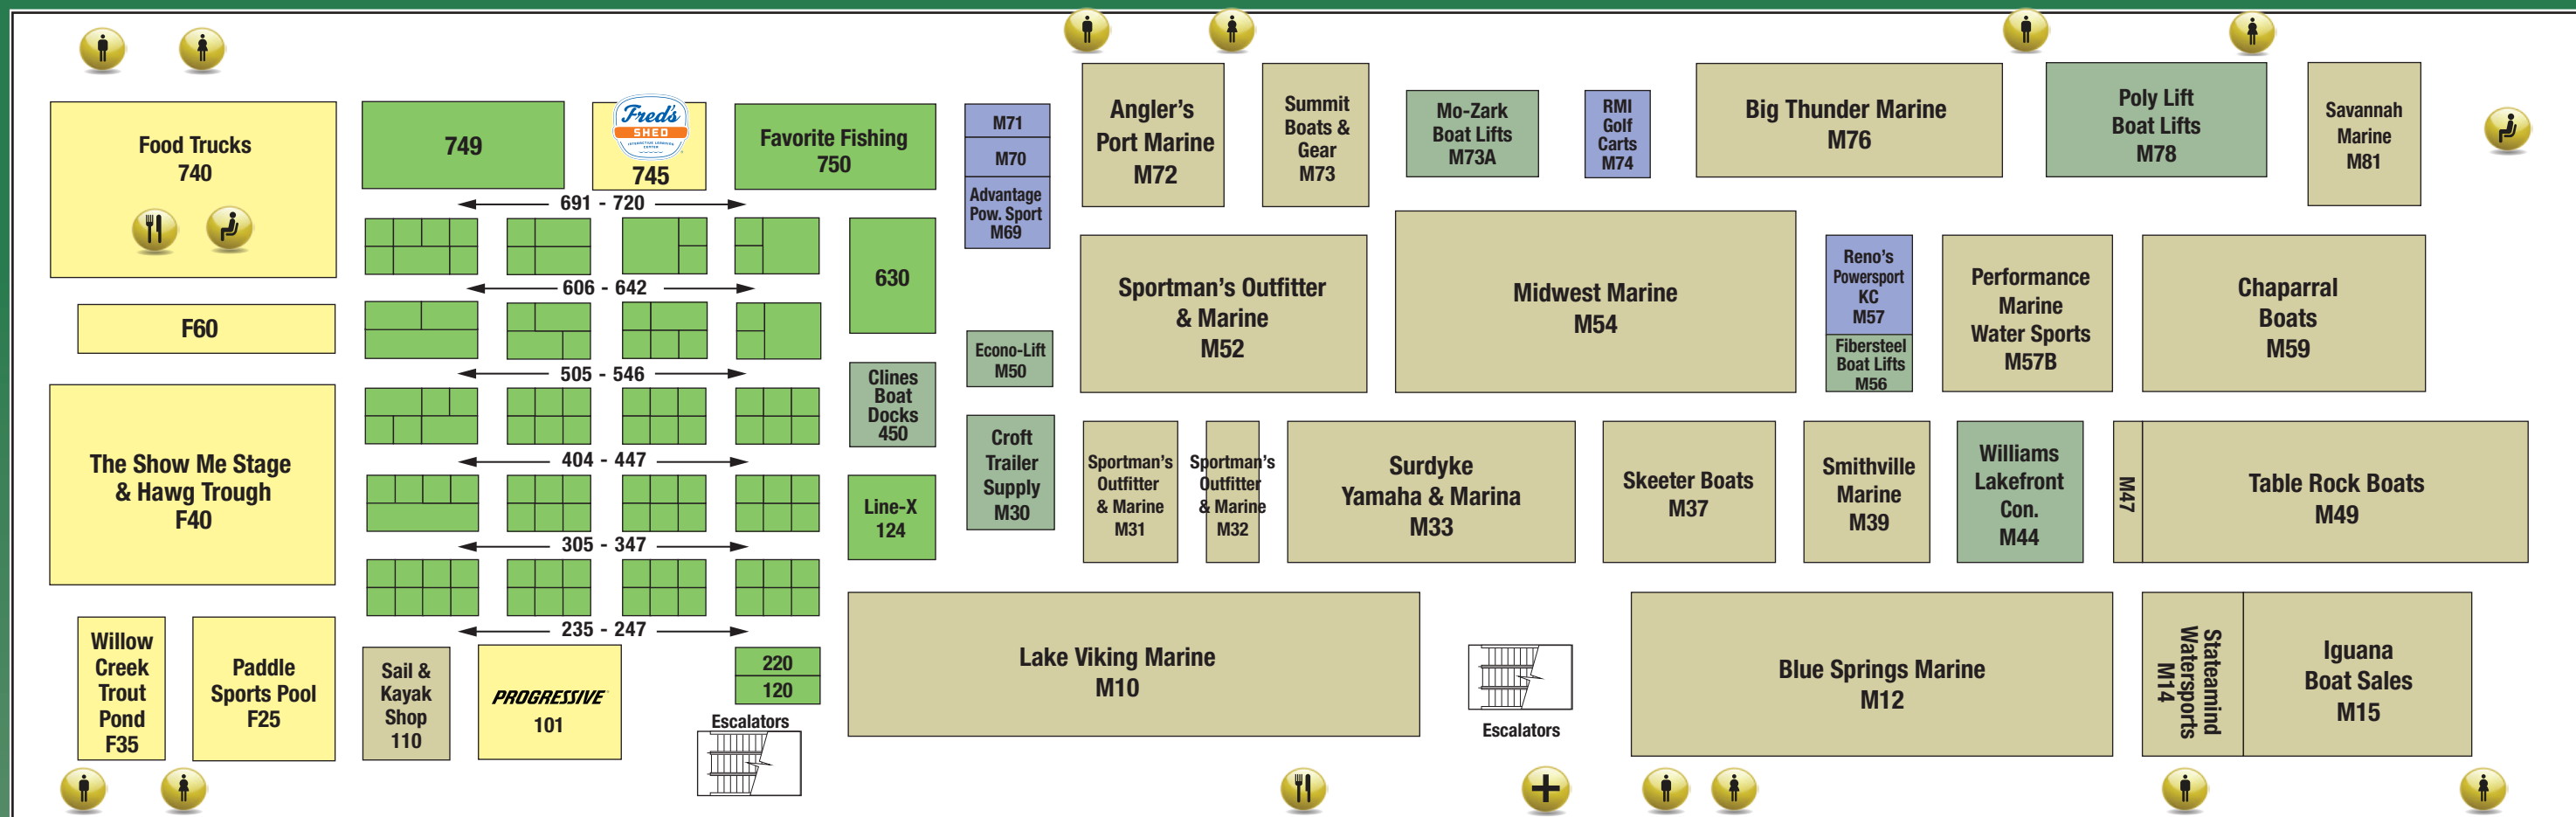 Food Trucks
740
749
Fred's
SHED
INTERACTIVE LEARNING
CENTER
745
Favorite Fishing
750
M71
M70
Advantage
Pow. Sport
M69
Angler's
Port Marine
M72
Summit
Boats &
Gear
M73
Mo-Zark
Boat Lifts
M73A
RMI
Golf
Carts
M74
Big Thunder Marine
M76
Poly Lift
Boat Lifts
M78
Savannah
Marine
M81
691 - 720
606 - 642
630
F60
Sportman's Outfitter
& Marine
M52
Midwest Marine
M54
Reno's
Powersport
KC
M57
Fibersteel
Boat Lifts
M56
Performance
Marine
Water Sports
M57B
Chaparral
Boats
M59
Econo-Lift
M50
505 - 546
Clines
Boat
Docks
450
The Show Me Stage
& Hawg Trough
F40
404 - 447
Line-X
124
Croft
Trailer
Supply
M30
Sportman's
Outfitter
& Marine
M31
Sportman's
Outfitter
& Marine
M32
Surdyke
Yamaha & Marina
M33
Skeeter Boats
M37
Smithville
Marine
M39
Williams
Lakefront
Con.
M44
M47
Table Rock Boats
M49
305 - 347
235 - 247
Willow
Creek
Trout
Pond
F35
Paddle
Sports Pool
F25
Sail &
Kayak
Shop
110
PROGRESSIVE
101
220
120
Escalators
Lake Viking Marine
M10
Escalators
Blue Springs Marine
M12
Stateamind
Watersports
M14
Iguana
Boat Sales
M15